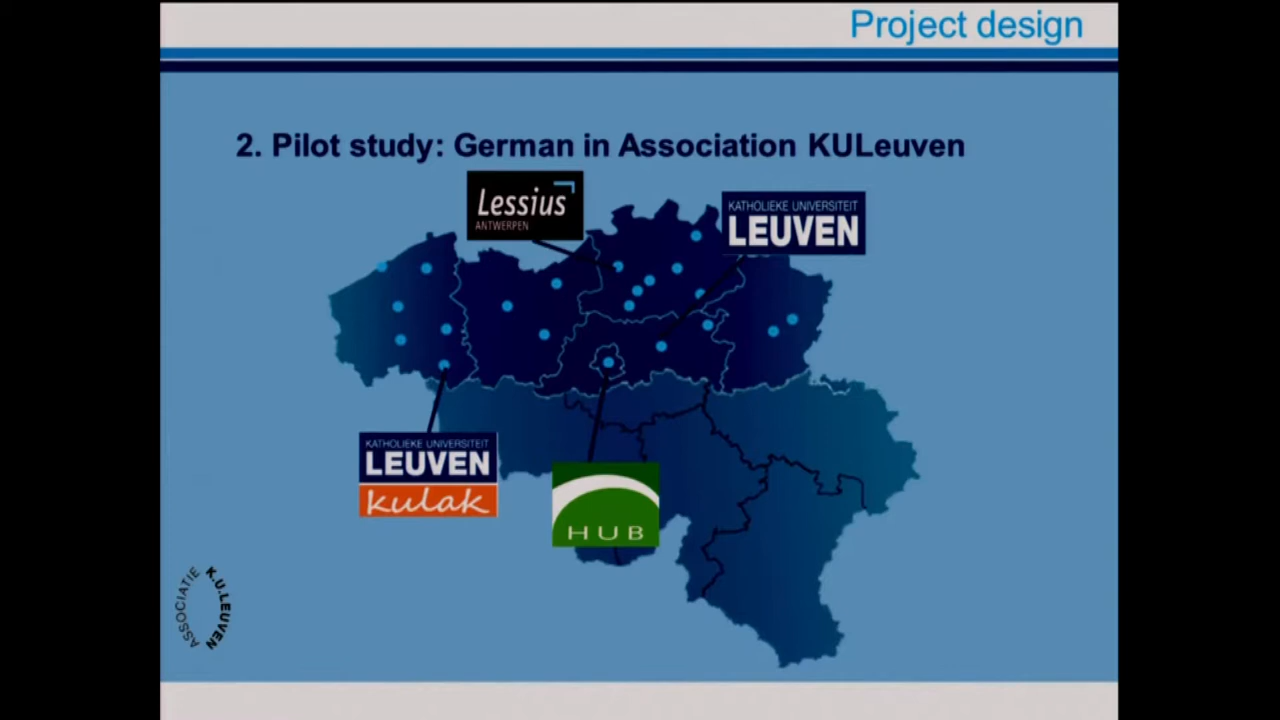 Project design
2. Pilot study: German in Association KULeuven
Lessius
ANTWERPEN
KATHOLIEKE UNIVERSITEIT
LEUVEN
KATHOLIEKE UNIVERSITEIT
LEUVEN
kulak
HUB
ASSOCIATIE
K.U.LEUVEN